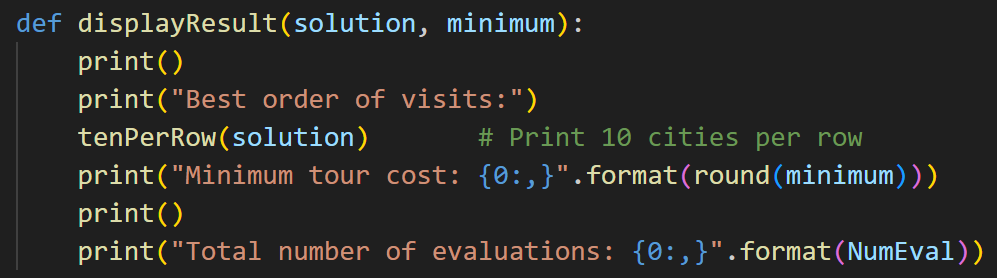 def displayResult(solution, minimum):
    print()
    print("Best order of visits:")
    tenPerRow(solution)       # Print 10 cities per row
    print("Minimum tour cost: {0:,}".format(round(minimum)))
    print()
    print("Total number of evaluations: {0:,}".format(NumEval))